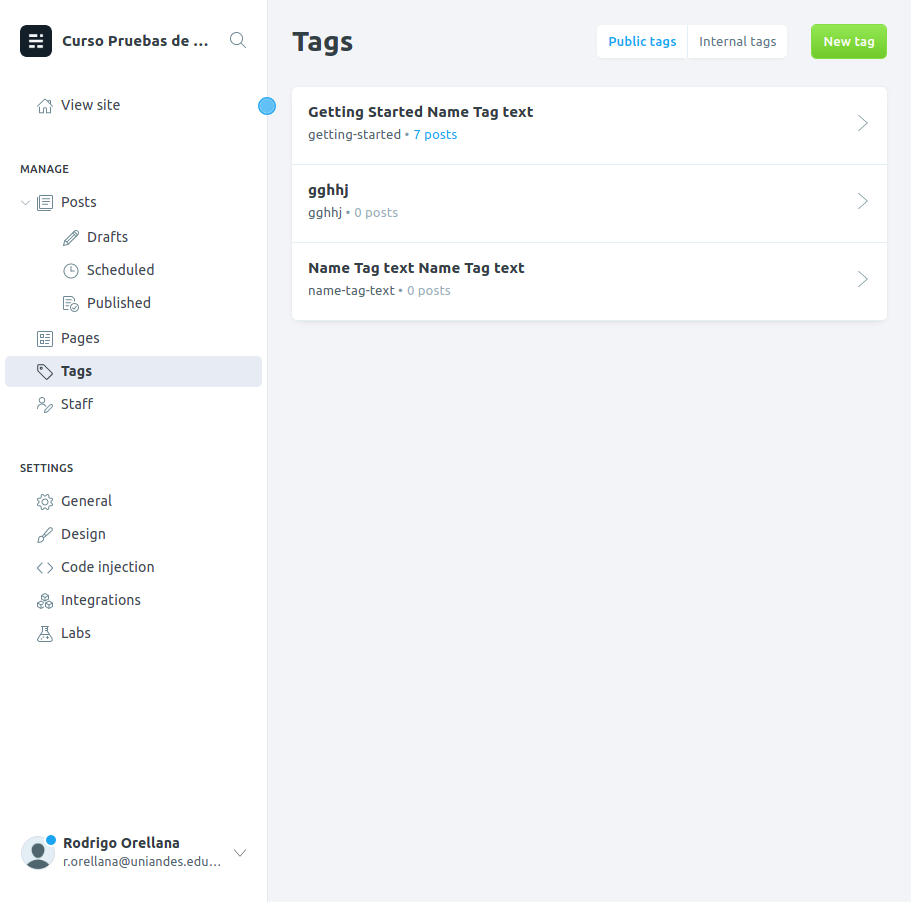 Curso Pruebas de ...
View site
MANAGE
Posts
Drafts
Scheduled
Published
Pages
Tags
Staff
SETTINGS
General
Design
Code injection
Integrations
Labs
Rodrigo Orellana
r.orellana@uniandes.edu...
Tags
Public tags
Internal tags
New tag
Getting Started Name Tag text
getting-started • 7 posts
gghhj
gghhj • 0 posts
Name Tag text Name Tag text
name-tag-text • 0 posts